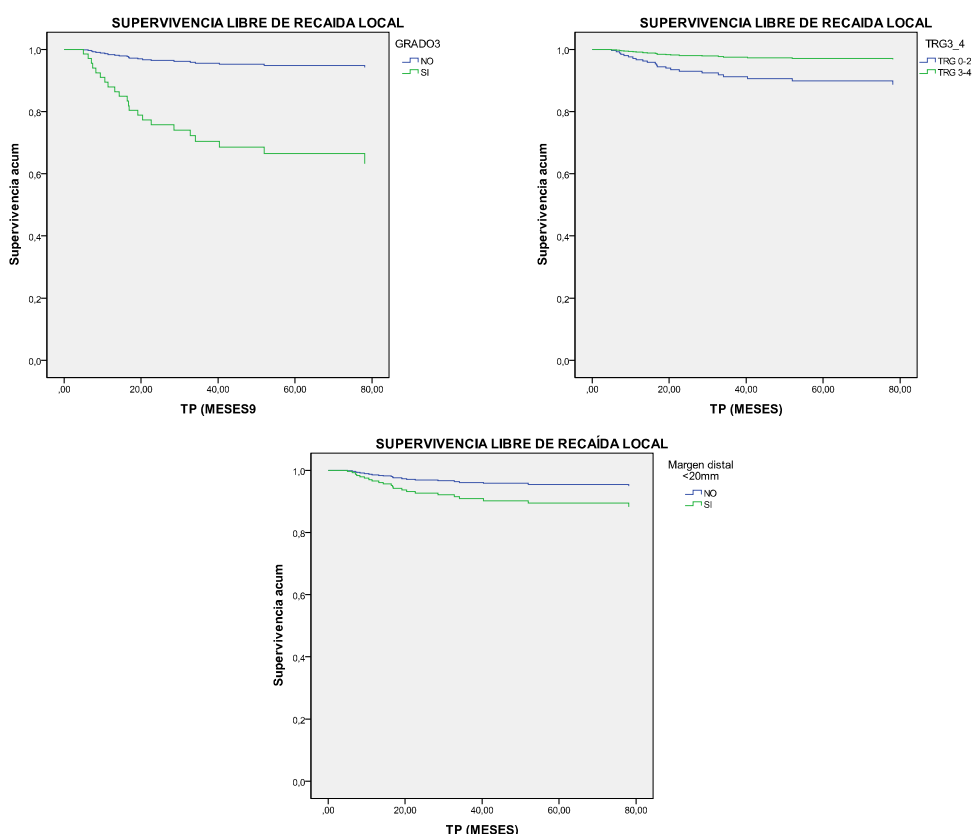 SUPERVIVENCIA LIBRE DE RECAIDA LOCAL
GRADO3
NO
SI
1,0
0,8
0,6
0,4
0,2
0,0
Supervivencia acum
,00 20,00 40,00 60,00 80,00
TP (MESES9
SUPERVIVENCIA LIBRE DE RECAIDA LOCAL
TRG3_4
TRG 0-2
TRG 3-4
1,0
0,8
0,6
0,4
0,2
0,0
Supervivencia acum
,00 20,00 40,00 60,00 80,00
TP (MESES)
SUPERVIVENCIA LIBRE DE RECAÍDA LOCAL
Margen distal
<20mm
NO
SI
1,0
0,8
0,6
0,4
0,2
0,0
Supervivencia acum
,00 20,00 40,00 60,00 80,00
TP (MESES)